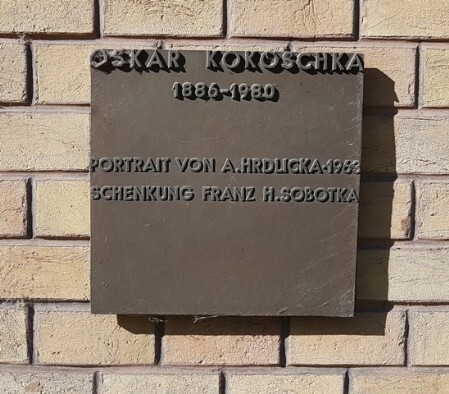 OSKAR KOKOSCHKA
1886–1980
PORTRAIT VON A.HRDLICKA·1963
SCHENKUNG FRANZ H.SOBOTKA